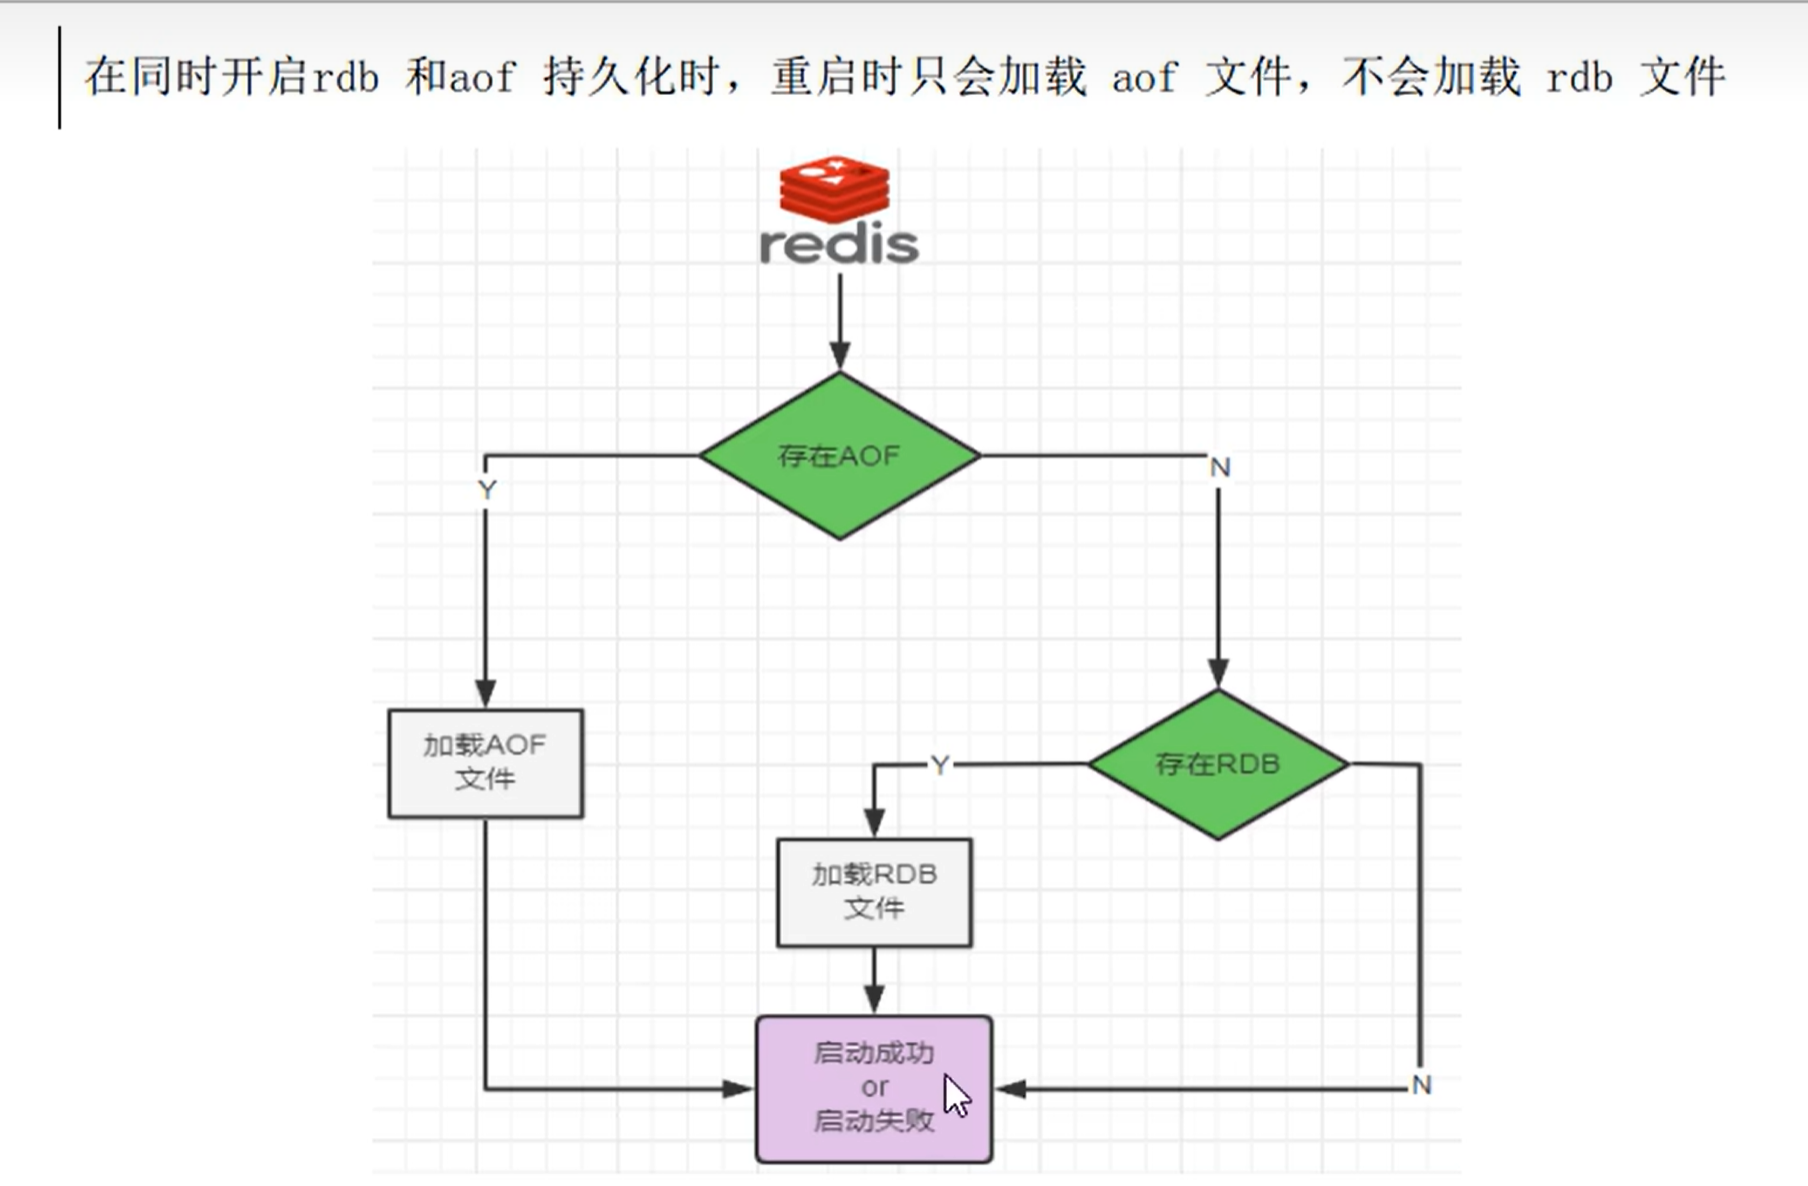 在同时开启rdb 和aof 持久化时，重启时只会加载 aof 文件，不会加载 rdb 文件
redis
存在AOF
Y
N
加载AOF
文件
存在RDB
Y
加载RDB
文件
启动成功
or
启动失败
N